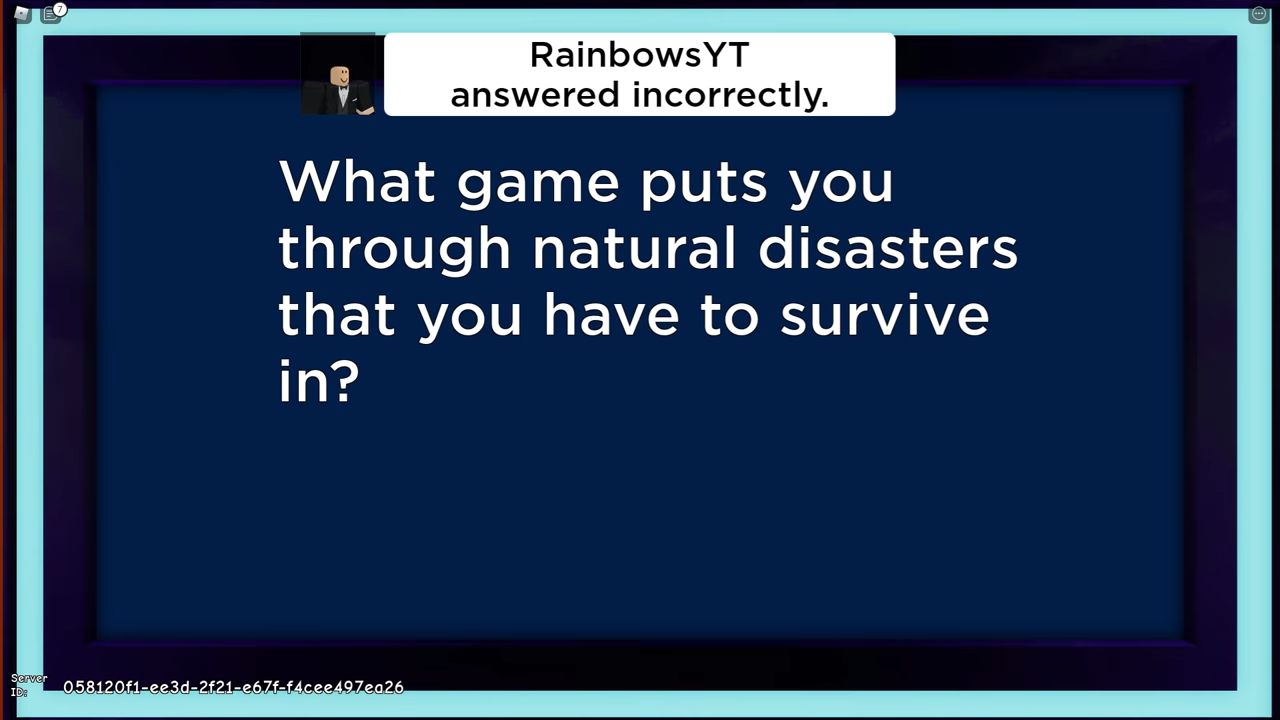 7
RainbowsYT
answered incorrectly.
What game puts you
through natural disasters
that you have to survive
in?
Server
ID:
058120f1-ee3d-2f21-e67f-f4cee497ea26